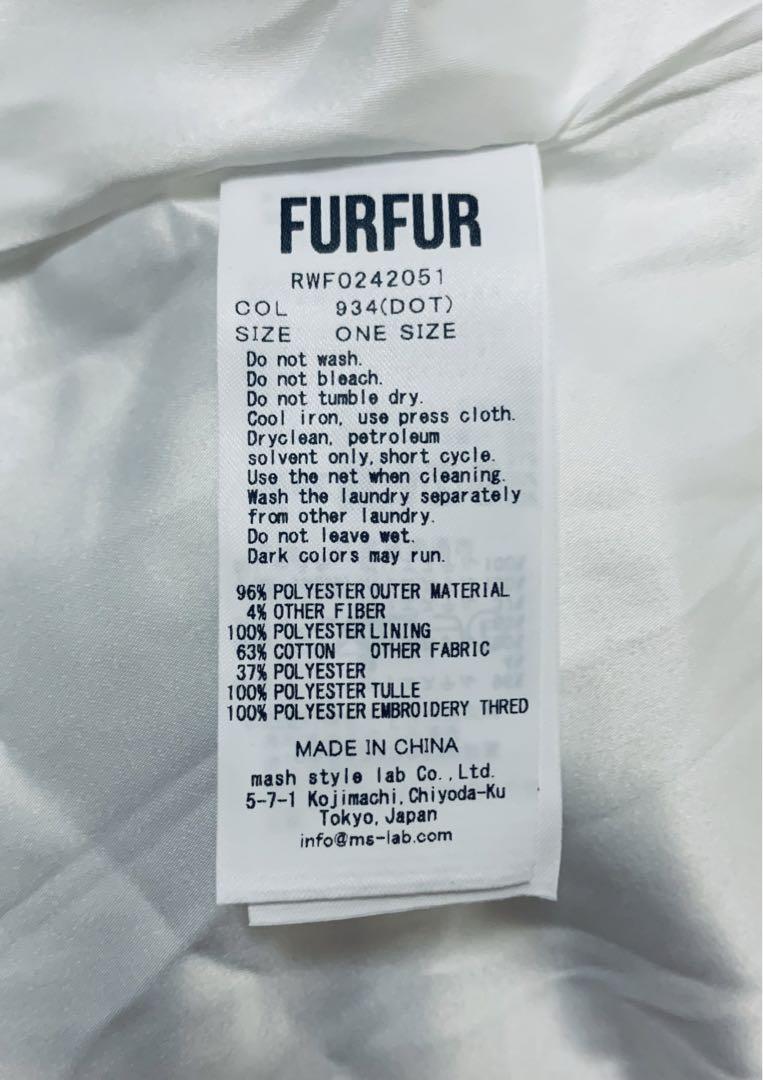 FURFUR
RWF0242051
COL 934(DOT)
SIZE ONE SIZE
Do not wash.
Do not bleach.
Do not tumble dry.
Cool iron, use press cloth.
Dryclean, petroleum
solvent only, short cycle.
Use the net when cleaning.
Wash the laundry separately
from other laundry.
Do not leave wet.
Dark colors may run.
96% POLYESTER OUTER MATERIAL
4% OTHER FIBER
100% POLYESTER LINING
63% COTTON OTHER FABRIC
37% POLYESTER
100% POLYESTER TULLE
100% POLYESTER EMBROIDERY THRED
MADE IN CHINA
mash style lab Co., Ltd.
5-7-1 Kojimachi, Chiyoda-Ku
Tokyo, Japan
info@ms-lab.com